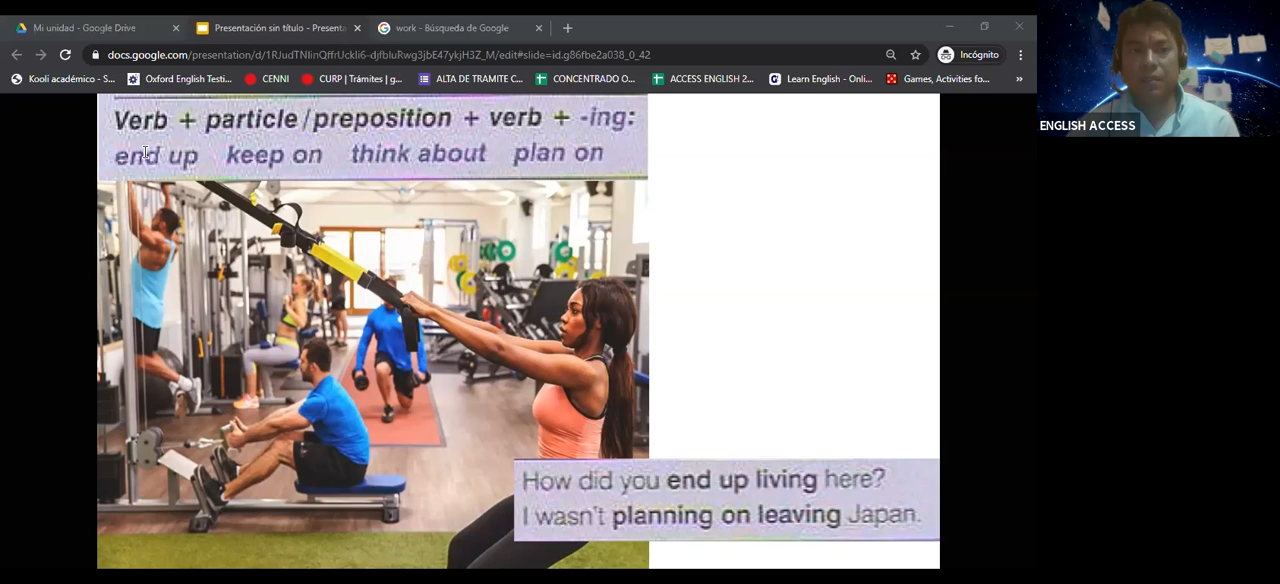 Mi unidad - Google Drive
Presentación sin título - Present
work - Búsqueda de Google
docs.google.com/presentation/d/1RJudTNIinQffrUckIi6-djfbIuRwg3jbE47ykjH3Z_M/edit#slide=id.g86fbe2a038_0_42
Incógnito
Kooli académico - S...
Oxford English Testi...
CENNI
CURP | Trámites | g...
ALTA DE TRAMITE C...
CONCENTRADO O...
ACCESS ENGLISH 2...
Learn English - Onli...
Games, Activities fo...
ENGLISH ACCESS
Verb + particle/preposition + verb + -ing:
end up keep on think about plan on
How did you end up living here?
I wasn't planning on leaving Japan.